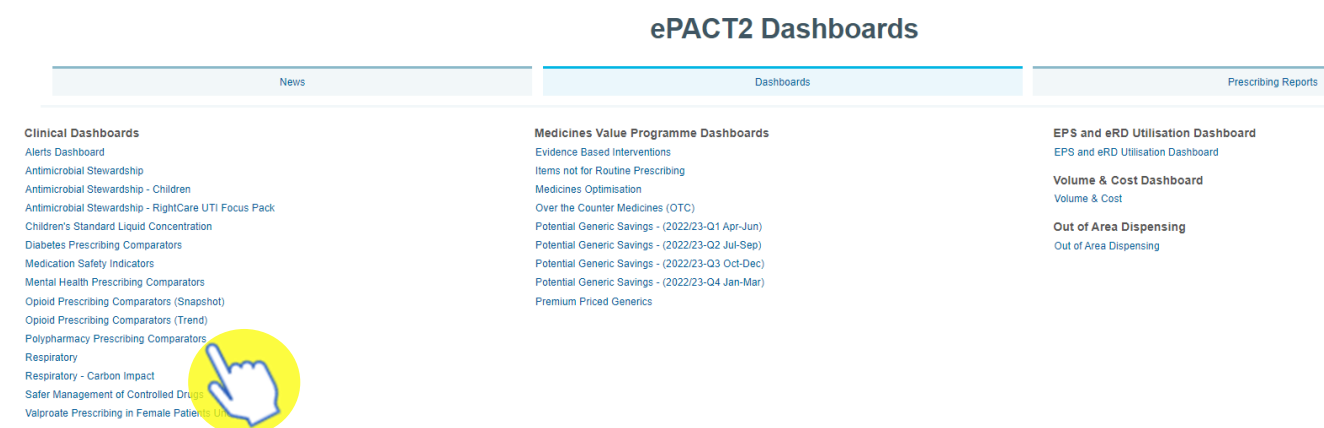 ePACT2 Dashboards
News
Dashboards
Prescribing Reports
Clinical Dashboards
Alerts Dashboard
Antimicrobial Stewardship
Antimicrobial Stewardship - Children
Antimicrobial Stewardship - RightCare UTI Focus Pack
Children's Standard Liquid Concentration
Diabetes Prescribing Comparators
Medication Safety Indicators
Mental Health Prescribing Comparators
Opioid Prescribing Comparators (Snapshot)
Opioid Prescribing Comparators (Trend)
Polypharmacy Prescribing Comparators
Respiratory
Respiratory - Carbon Impact
Safer Management of Controlled Drugs
Valproate Prescribing in Female Patients
Medicines Value Programme Dashboards
Evidence Based Interventions
Items not for Routine Prescribing
Medicines Optimisation
Over the Counter Medicines (OTC)
Potential Generic Savings - (2022/23-Q1 Apr-Jun)
Potential Generic Savings - (2022/23-Q2 Jul-Sep)
Potential Generic Savings - (2022/23-Q3 Oct-Dec)
Potential Generic Savings - (2022/23-Q4 Jan-Mar)
Premium Priced Generics
EPS and eRD Utilisation Dashboard
EPS and eRD Utilisation Dashboard
Volume & Cost Dashboard
Volume & Cost
Out of Area Dispensing
Out of Area Dispensing